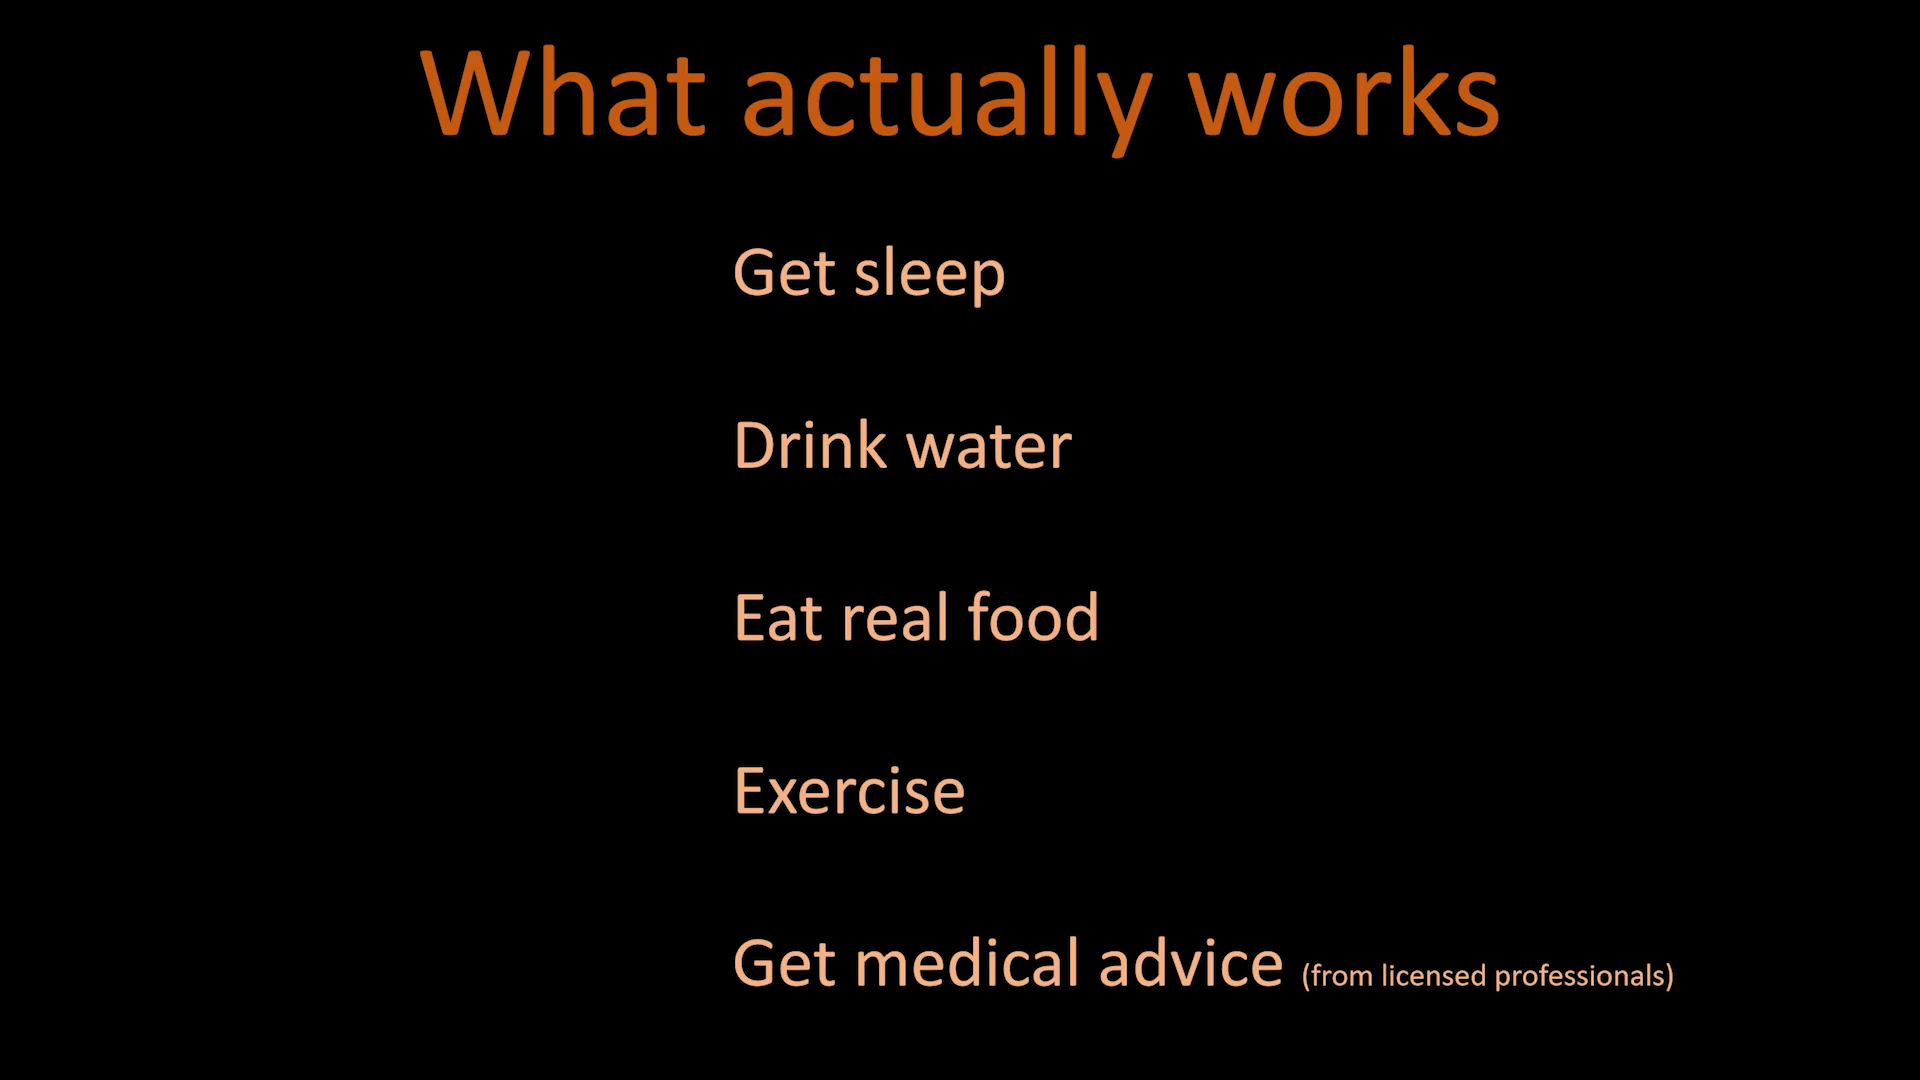 What actually works
Get sleep
Drink water
Eat real food
Exercise
Get medical advice (from licensed professionals)